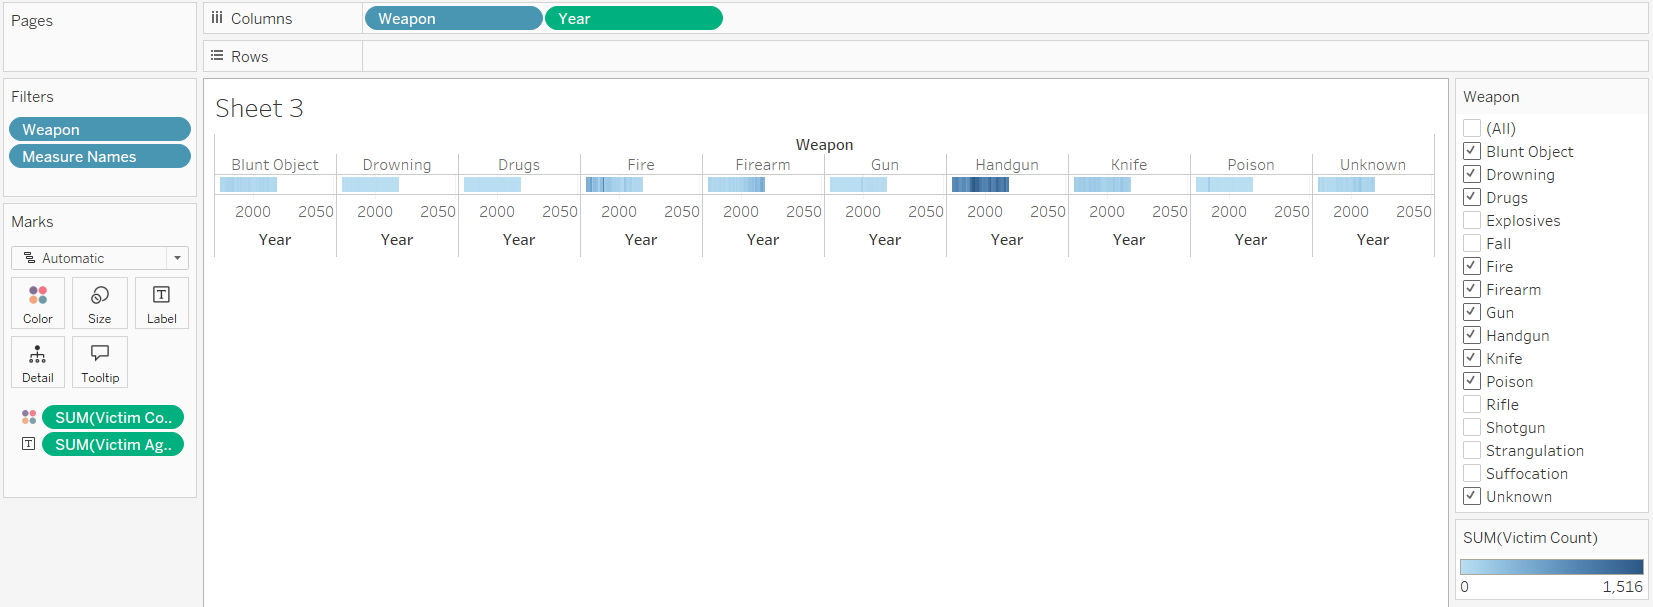 Pages
Columns
Weapon
Year
Rows
Filters
Weapon
Measure Names
Marks
Automatic
Color
Size
Label
Detail
Tooltip
SUM(Victim Co..
SUM(Victim Ag..
Sheet 3
Weapon
Blunt Object Drowning Drugs Fire Firearm Gun Handgun Knife Poison Unknown
2000 2050 2000 2050 2000 2050 2000 2050 2000 2050 2000 2050 2000 2050 2000 2050 2000 2050 2000 2050
Year Year Year Year Year Year Year Year Year Year
Weapon
(All)
Blunt Object
Drowning
Drugs
Explosives
Fall
Fire
Firearm
Gun
Handgun
Knife
Poison
Rifle
Shotgun
Strangulation
Suffocation
Unknown
SUM(Victim Count)
0 1,516